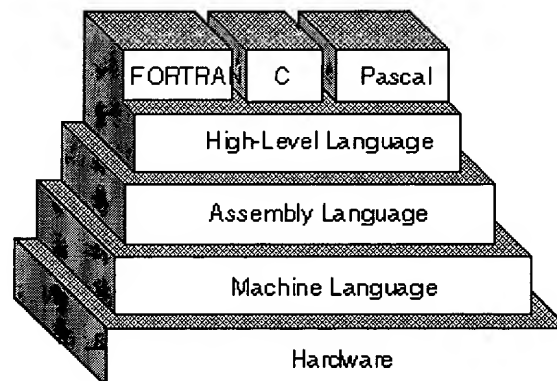 FORTRAN C Pascal
High-Level Language
Assembly Language
Machine Language
Hardware